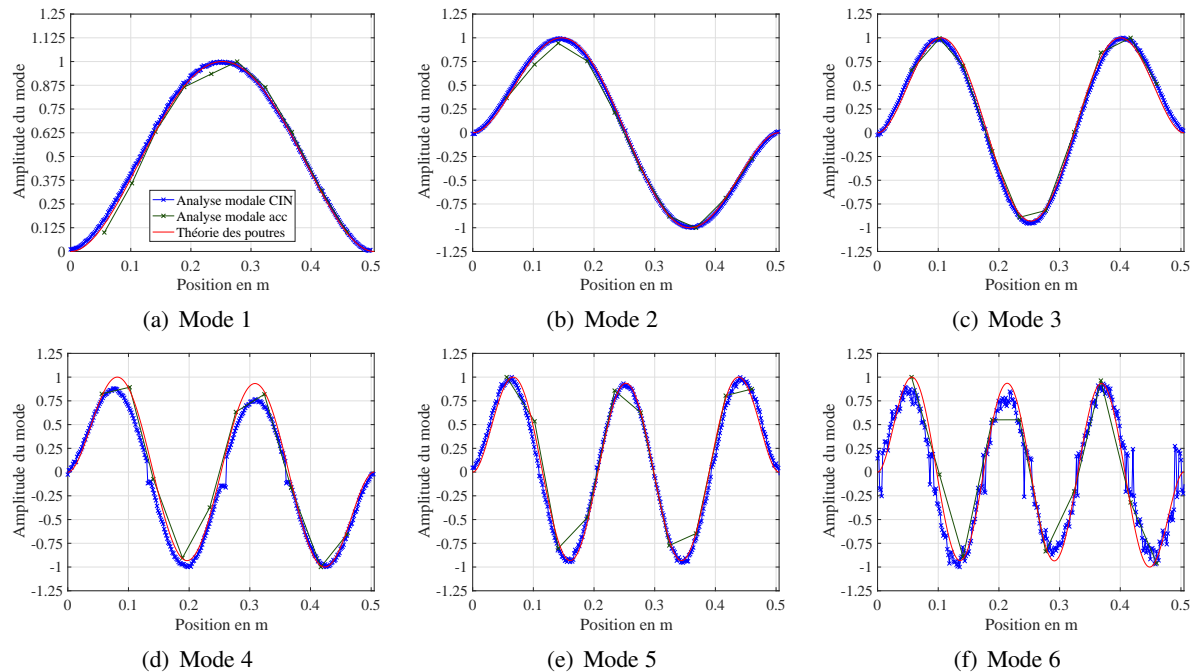 1.25
1.125
1
0.875
0.75
0.625
0.5
0.375
0.25
0.125
0
Amplitude du mode
Analyse modale CIN
Analyse modale acc
Théorie des poutres
0 0.1 0.2 0.3 0.4 0.5
Position en m
(a) Mode 1
1.25
1
0.75
0.5
0.25
0
-0.25
-0.5
-0.75
-1
-1.25
Amplitude du mode
0 0.1 0.2 0.3 0.4 0.5
Position en m
(b) Mode 2
1.25
1
0.75
0.5
0.25
0
-0.25
-0.5
-0.75
-1
-1.25
Amplitude du mode
0 0.1 0.2 0.3 0.4 0.5
Position en m
(c) Mode 3
1.25
1
0.75
0.5
0.25
0
-0.25
-0.5
-0.75
-1
-1.25
Amplitude du mode
0 0.1 0.2 0.3 0.4 0.5
Position en m
(d) Mode 4
1.25
1
0.75
0.5
0.25
0
-0.25
-0.5
-0.75
-1
-1.25
Amplitude du mode
0 0.1 0.2 0.3 0.4 0.5
Position en m
(e) Mode 5
1.25
1
0.75
0.5
0.25
0
-0.25
-0.5
-0.75
-1
-1.25
Amplitude du mode
0 0.1 0.2 0.3 0.4 0.5
Position en m
(f) Mode 6